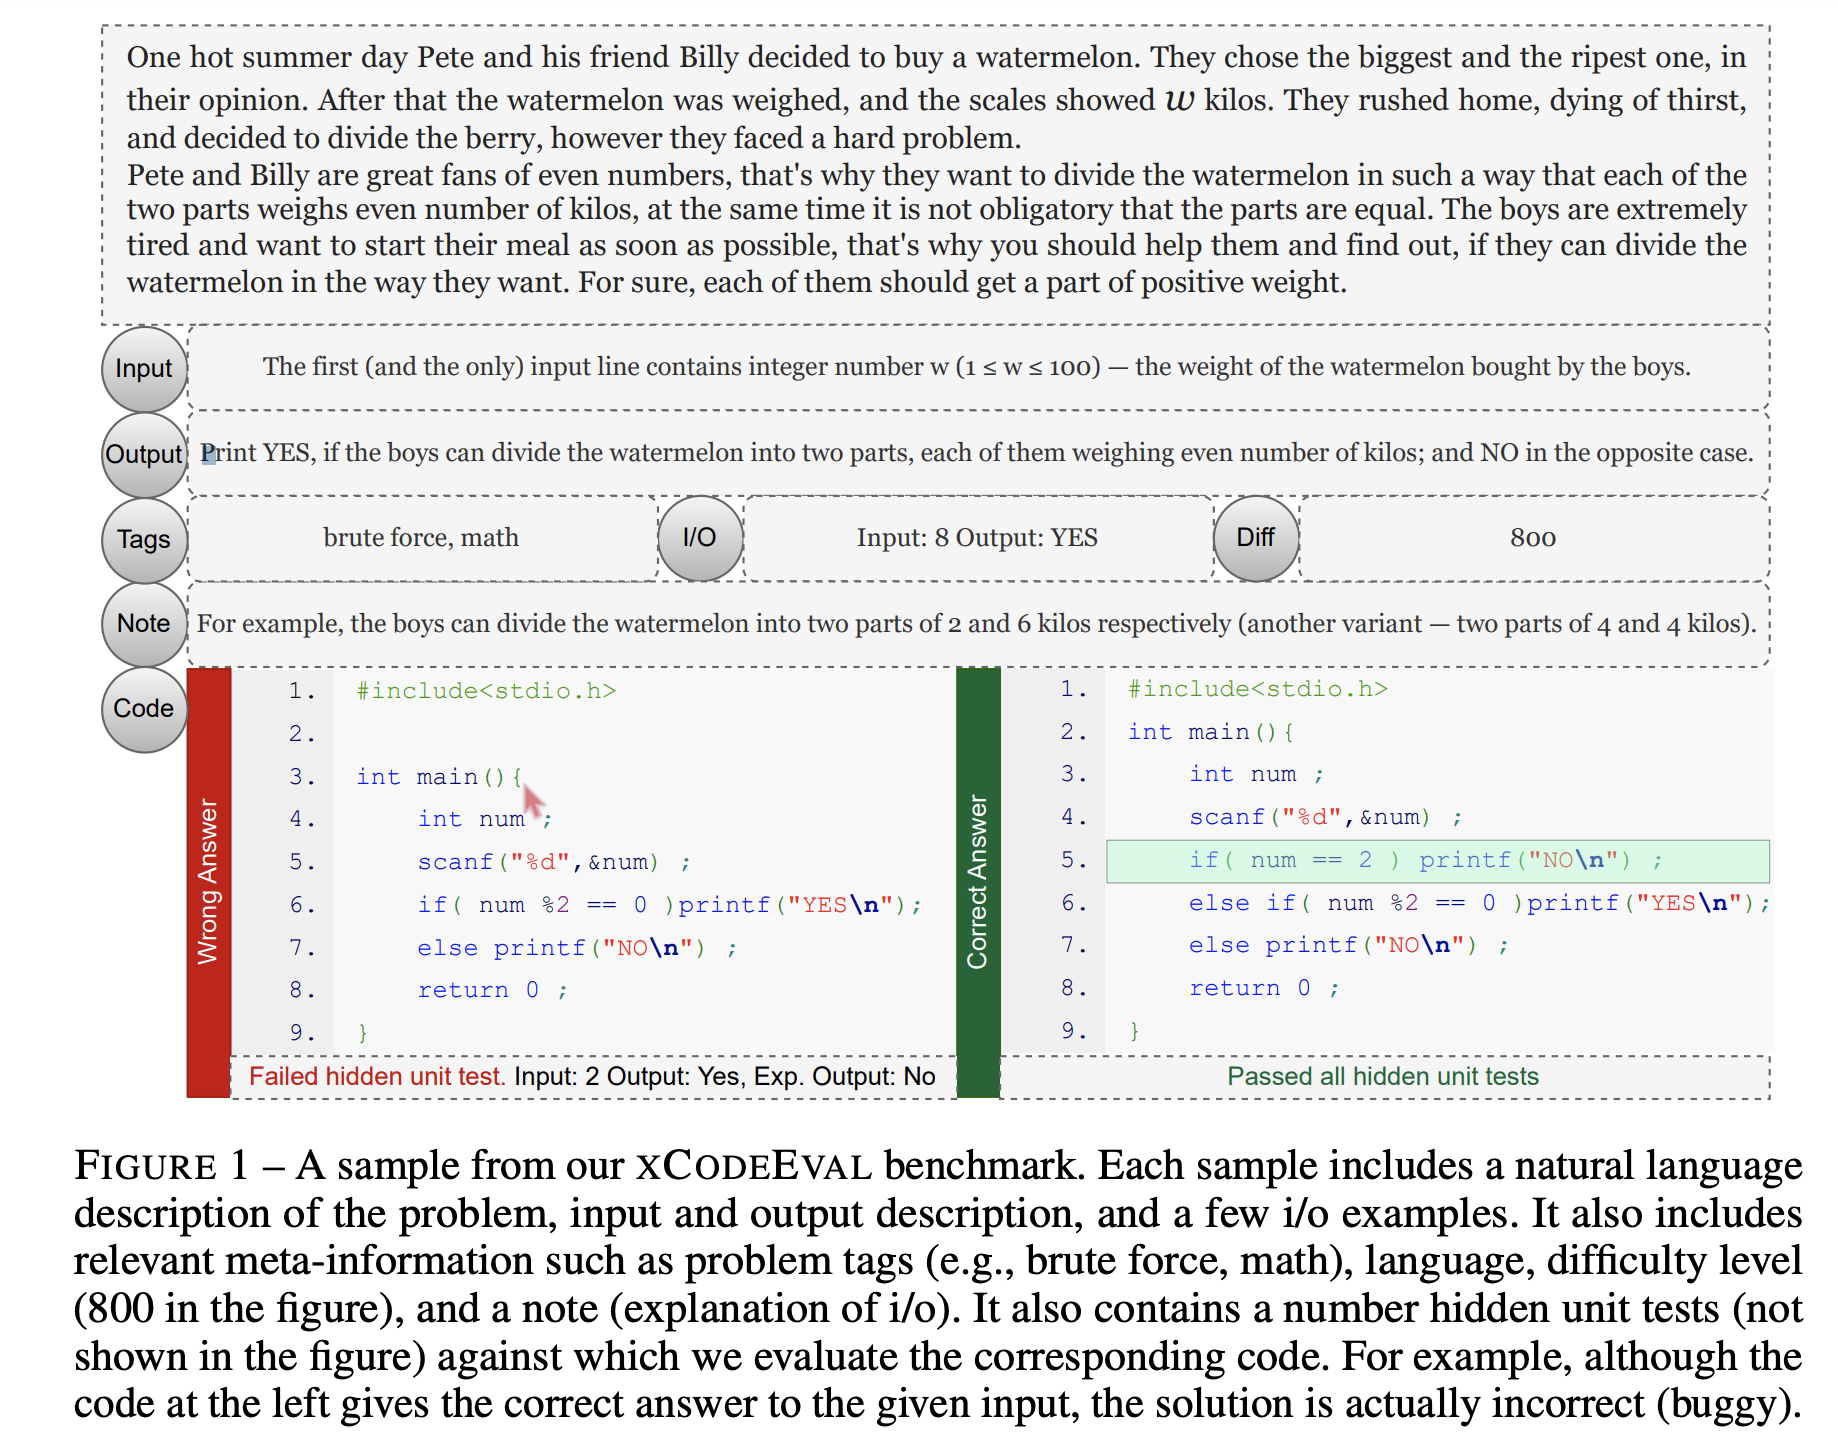 One hot summer day Pete and his friend Billy decided to buy a watermelon. They chose the biggest and the ripest one, in
their opinion. After that the watermelon was weighed, and the scales showed w kilos. They rushed home, dying of thirst,
and decided to divide the berry, however they faced a hard problem.
Pete and Billy are great fans of even numbers, that's why they want to divide the watermelon in such a way that each of the
two parts weighs even number of kilos, at the same time it is not obligatory that the parts are equal. The boys are extremely
tired and want to start their meal as soon as possible, that's why you should help them and find out, if they can divide the
watermelon in the way they want. For sure, each of them should get a part of positive weight.
Input
The first (and the only) input line contains integer number w (1 ≤ w ≤ 100) — the weight of the watermelon bought by the boys.
Output
Print YES, if the boys can divide the watermelon into two parts, each of them weighing even number of kilos; and NO in the opposite case.
Tags
brute force, math
I/O
Input: 8 Output: YES
Diff
800
Note
For example, the boys can divide the watermelon into two parts of 2 and 6 kilos respectively (another variant — two parts of 4 and 4 kilos).
Code
Wrong Answer
1. #include<stdio.h>
2.
3. int main(){
4. int num ;
5. scanf("%d",&num) ;
6. if( num %2 == 0 )printf("YES\n");
7. else printf("NO\n") ;
8. return 0 ;
9. }
Failed hidden unit test. Input: 2 Output: Yes, Exp. Output: No
Correct Answer
1. #include<stdio.h>
2. int main(){
3. int num ;
4. scanf("%d",&num) ;
5. if( num == 2 ) printf("NO\n") ;
6. else if( num %2 == 0 )printf("YES\n");
7. else printf("NO\n") ;
8. return 0 ;
9. }
Passed all hidden unit tests
FIGURE 1 – A sample from our XCODEEVAL benchmark. Each sample includes a natural language
description of the problem, input and output description, and a few i/o examples. It also includes
relevant meta-information such as problem tags (e.g., brute force, math), language, difficulty level
(800 in the figure), and a note (explanation of i/o). It also contains a number hidden unit tests (not
shown in the figure) against which we evaluate the corresponding code. For example, although the
code at the left gives the correct answer to the given input, the solution is actually incorrect (buggy).